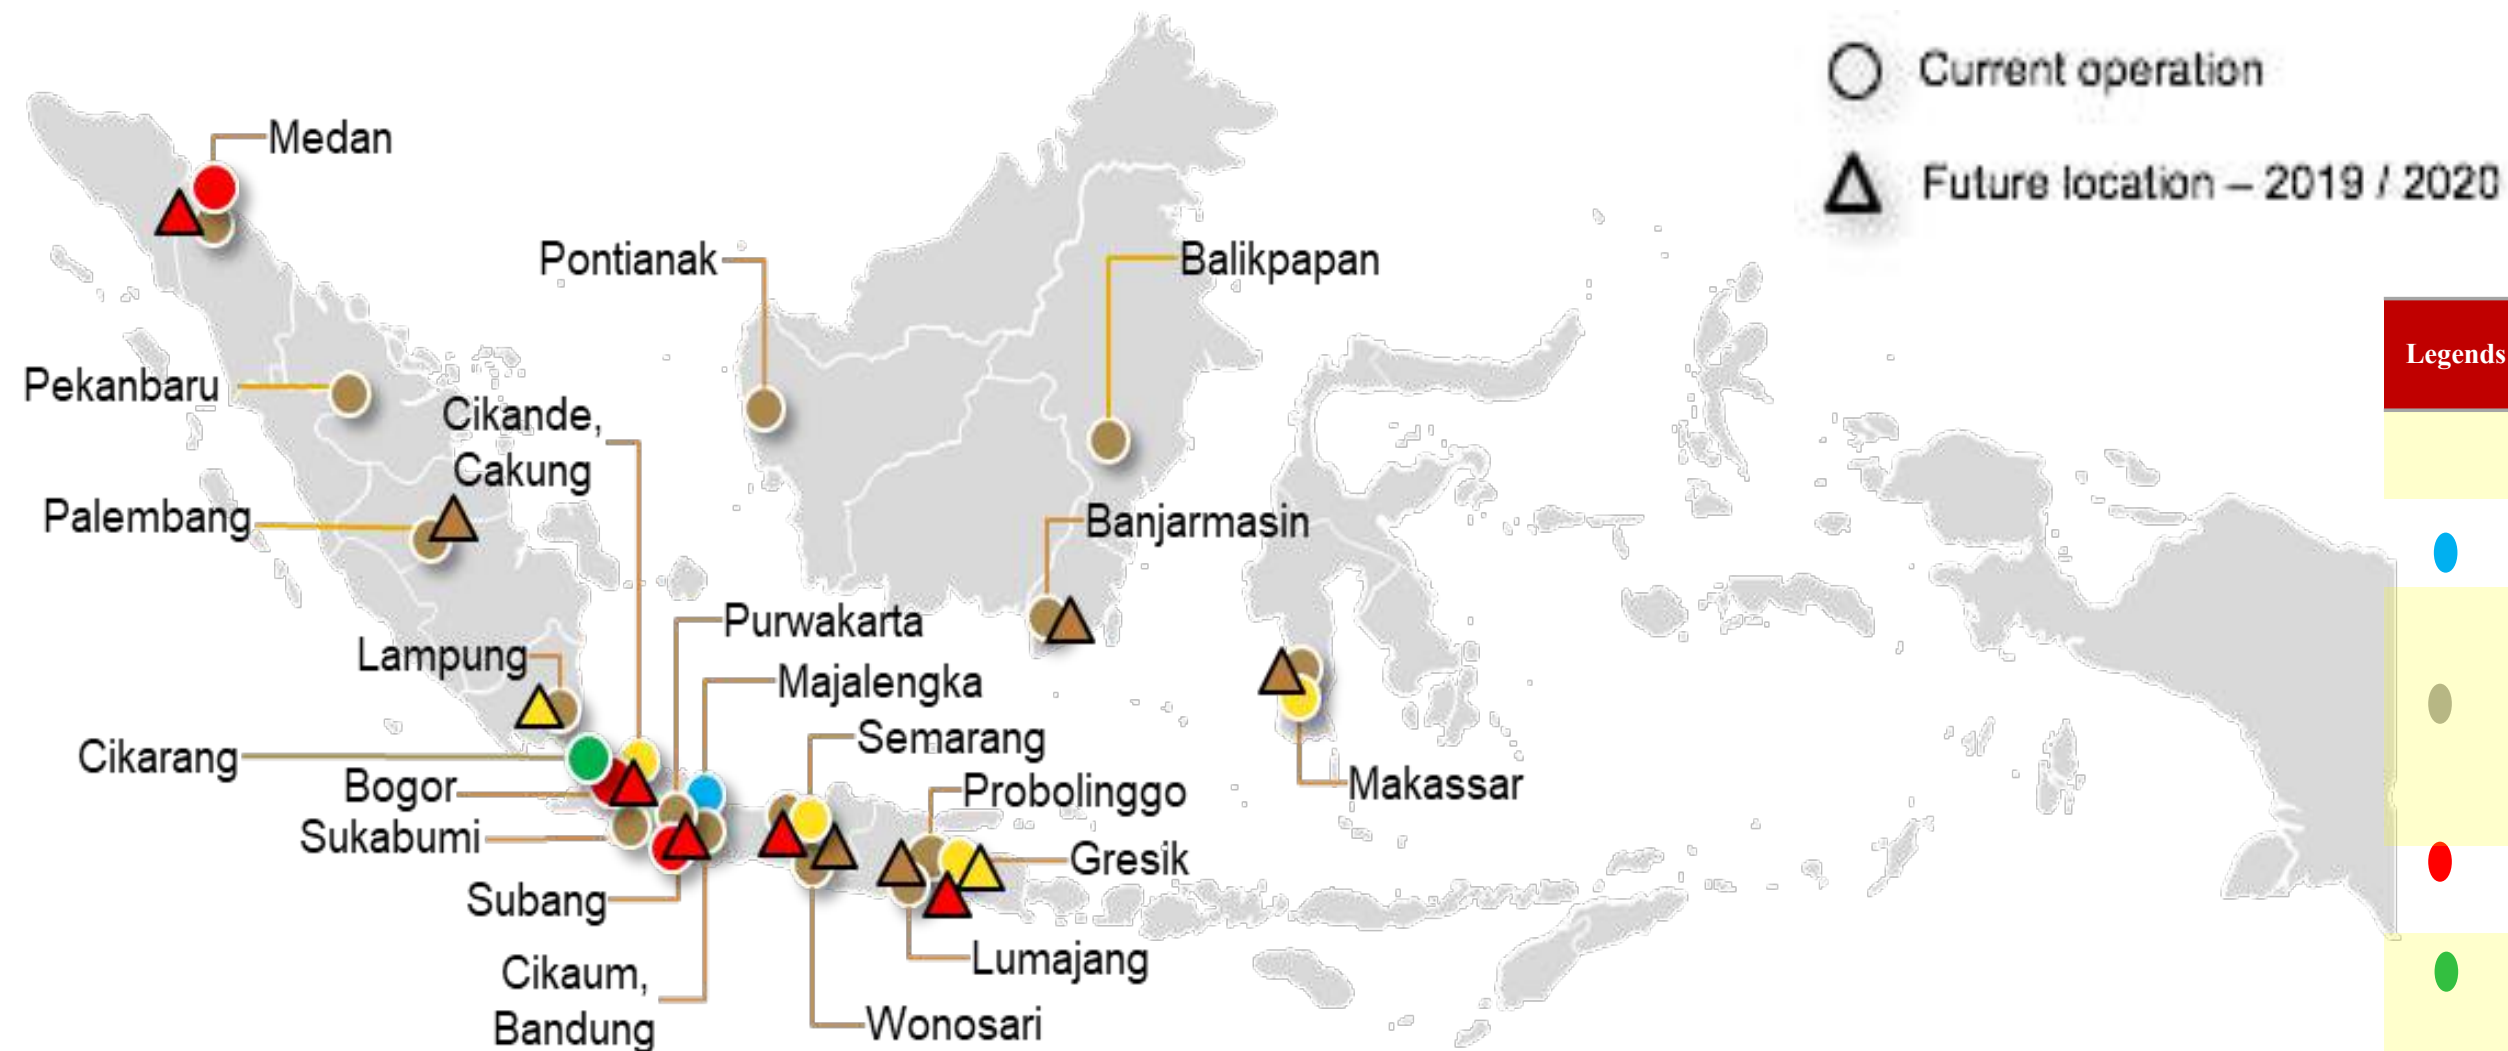 Current operation
Future location – 2019 / 2020
Medan
Pontianak
Balikpapan
Legends
Pekanbaru
Cikande,
Cakung
Palembang
Banjarmasin
Purwakarta
Lampung
Majalengka
Semarang
Cikarang
Bogor
Probolinggo
Makassar
Sukabumi
Gresik
Subang
Lumajang
Cikaum,
Bandung
Wonosari